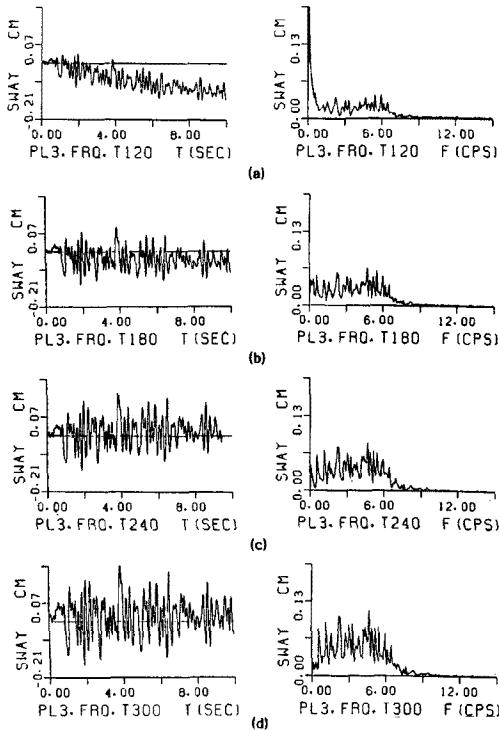 SWAY CM
0.07
-0.21
0.00 4.00 8.00
PL3. FRQ. T120 T(SEC)
SWAY CM
0.13
0.00
0.00 6.00 12.00
PL3. FRQ. T120 F(CPS)
(a)
SWAY CM
0.07
-0.21
0.00 4.00 8.00
PL3. FRQ. T180 T(SEC)
SWAY CM
0.13
0.00
0.00 6.00 12.00
PL3. FRQ. T180 F(CPS)
(b)
SWAY CM
0.07
-0.21
0.00 4.00 8.00
PL3. FRQ. T240 T(SEC)
SWAY CM
0.13
0.00
0.00 6.00 12.00
PL3. FRQ. T240 F(CPS)
(c)
SWAY CM
0.07
-0.21
0.00 4.00 8.00
PL3. FRQ. T300 T(SEC)
SWAY CM
0.13
0.00
0.00 6.00 12.00
PL3. FRQ. T300 F(CPS)
(d)